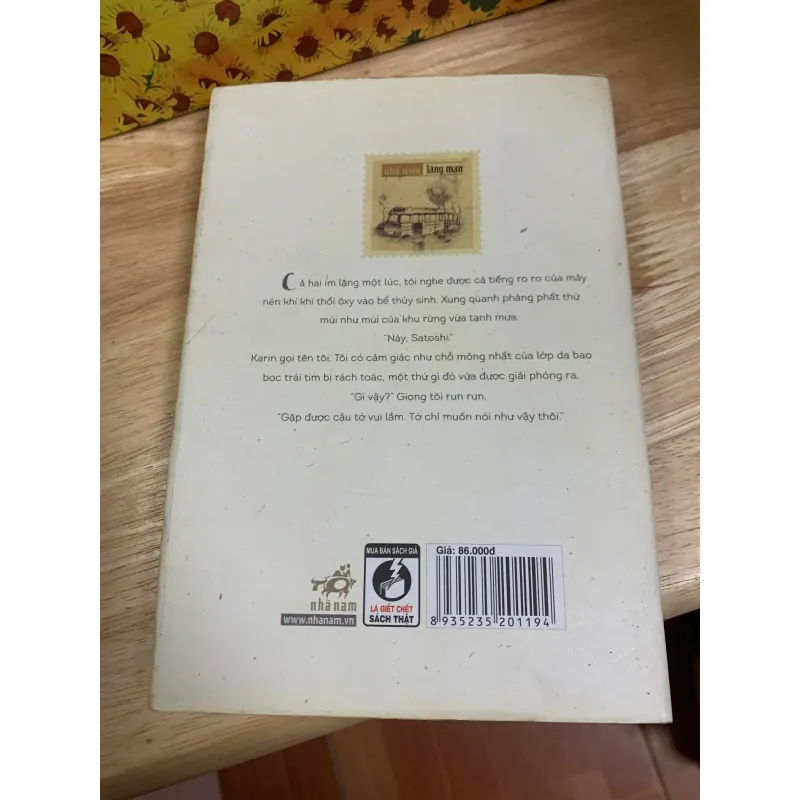 nhã nam lãng mạn
Cả hai im lặng một lúc, tôi nghe được cả tiếng ro ro của máy
nén khí khi thổi ôxy vào bể thủy sinh. Xung quanh phảng phất thứ
mùi như mùi của khu rừng vừa tạnh mưa.
"Này, Satoshi."
Karin gọi tên tôi. Tôi có cảm giác như chỗ mỏng nhất của lớp da bao
bọc trái tim bị rách toác, một thứ gì đó vừa được giải phóng ra.
"Gì vậy?" Giọng tôi run run.
"Gặp được cậu tớ vui lắm. Tớ chỉ muốn nói như vậy thôi."
nhã nam
www.nhanam.vn
MUA BÁN SÁCH GIẢ
LÀ GIẾT CHẾT
SÁCH THẬT
Giá: 86.000đ
8 935235 201194